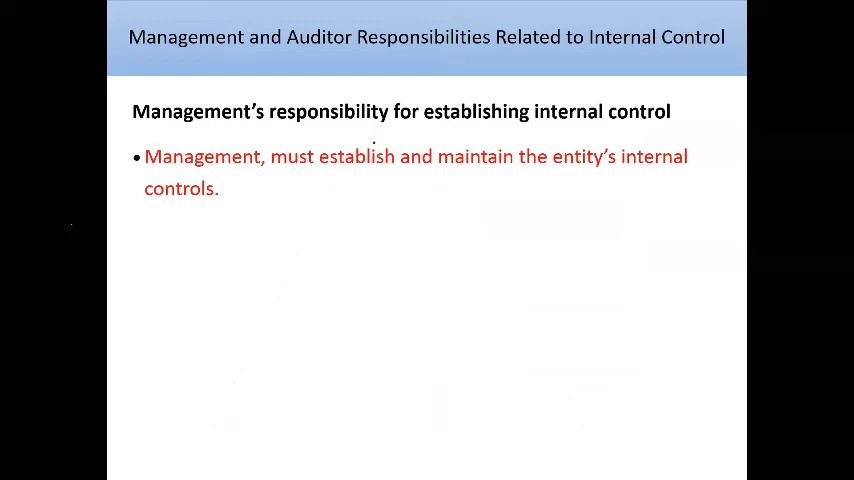 Management and Auditor Responsibilities Related to Internal Control
Management’s responsibility for establishing internal control
• Management, must establish and maintain the entity’s internal
controls.